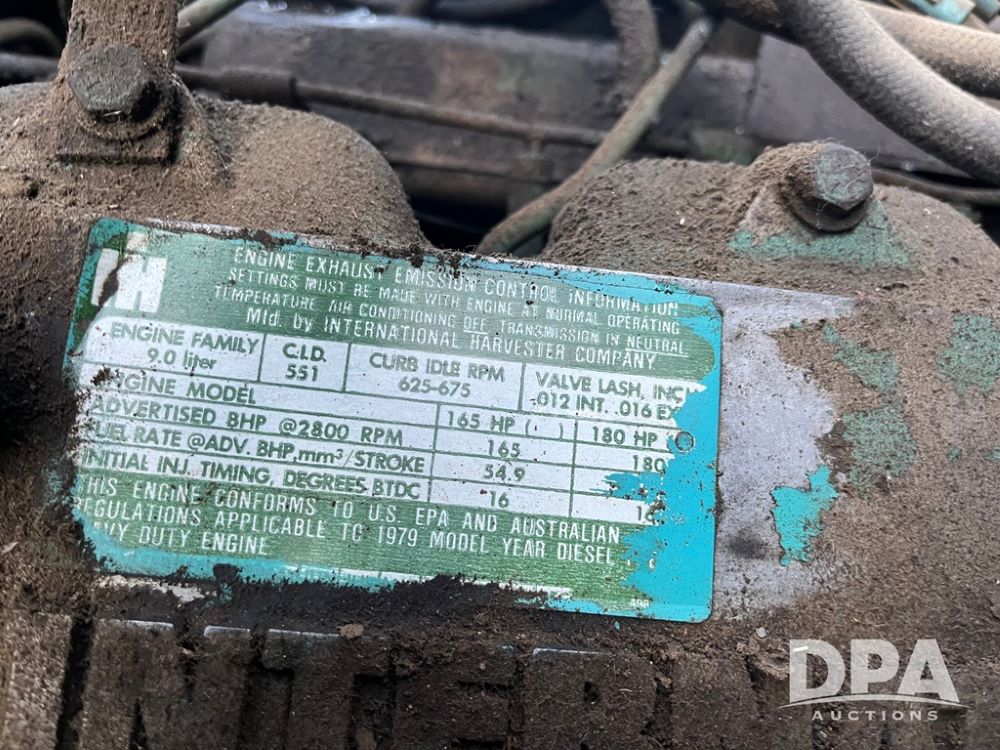 IH
ENGINE EXHAUST EMISSION CONTROL INFORMATION
SETTINGS MUST BE MADE WITH ENGINE AT NORMAL OPERATING
TEMPERATURE AIR CONDITIONING OFF TRANSMISSION IN NEUTRAL
Mfd. by INTERNATIONAL HARVESTER COMPANY
ENGINE FAMILY C.I.D. CURB IDLE RPM VALVE LASH, INC
9.0 liter 551 625-675 .012 INT. .016 EX
ENGINE MODEL 165 HP ( ) 180 HP (
ADVERTISED BHP @2800 RPM 165 180
FUEL RATE @ADV. BHP,mm³/STROKE 54.9
INITIAL INJ. TIMING, DEGREES BTDC 16
THIS ENGINE CONFORMS TO U.S. EPA AND AUSTRALIAN
REGULATIONS APPLICABLE TO 1979 MODEL YEAR DIESEL
DUTY ENGINE
INTER
DPA
AUCTIONS